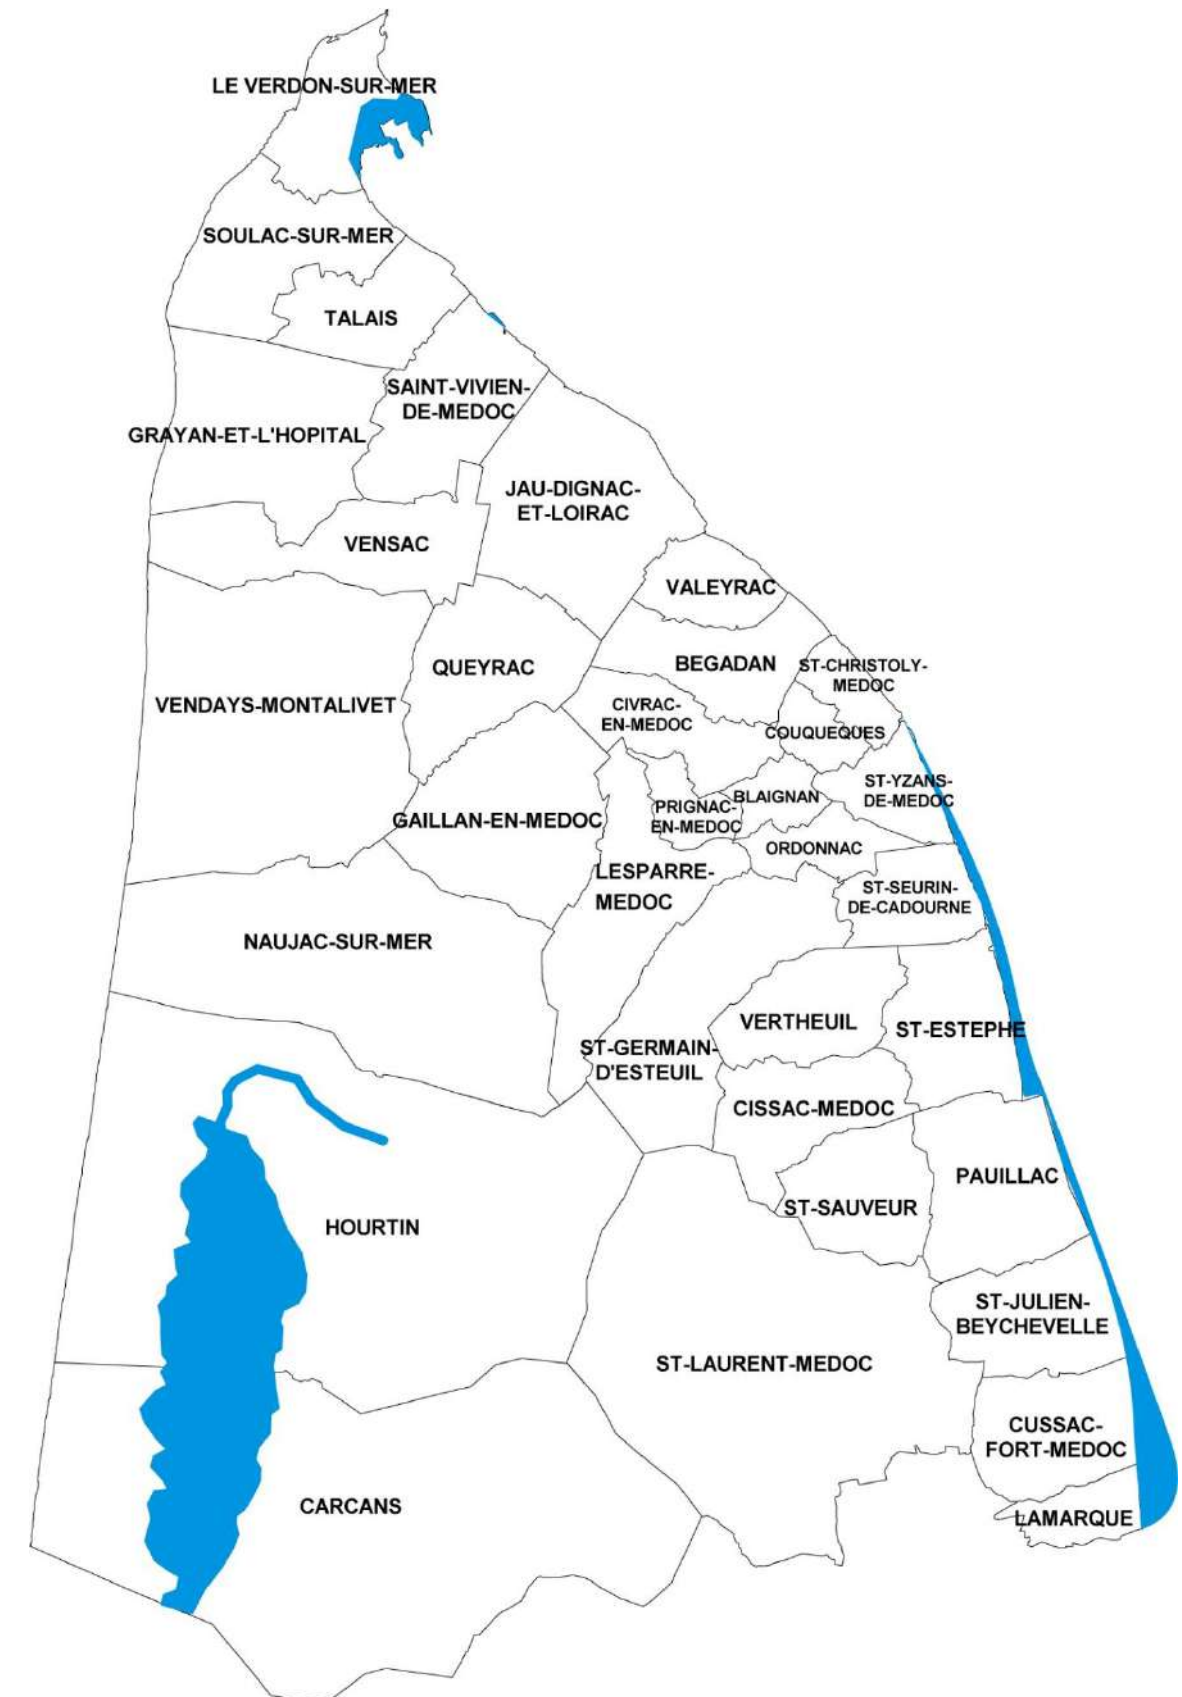 LE VERDON-SUR-MER
SOULAC-SUR-MER
TALAIS
SAINT-VIVIEN-
DE-MEDOC
GRAYAN-ET-L'HOPITAL
JAU-DIGNAC-
ET-LOIRAC
VENSAC
VALEYRAC
QUEYRAC
BEGADAN
ST-CHRISTOLY-
MEDOC
VENDAYS-MONTALIVET
CIVRAC-
EN-MEDOC
COUQUEQUES
ST-YZANS-
DE-MEDOC
BLAIGNAN
PRIGNAC-
EN-MEDOC
GAILLAN-EN-MEDOC
ORDONNAC
LESPARRE-
MEDOC
ST-SEURIN-
DE-CADOURNE
NAUJAC-SUR-MER
VERTHEUIL
ST-ESTEPHE
ST-GERMAIN-
D'ESTEUIL
CISSAC-MEDOC
PAUILLAC
ST-SAUVEUR
HOURTIN
ST-JULIEN-
BEYCHEVELLE
ST-LAURENT-MEDOC
CUSSAC-
FORT-MEDOC
CARCANS
LAMARQUE